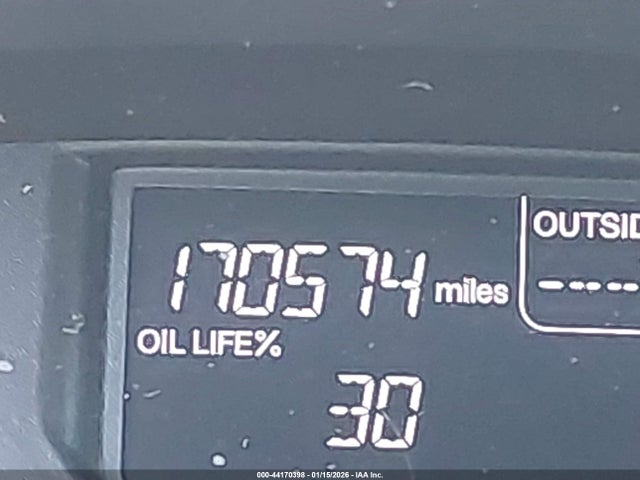 OUTSID
170574 miles
-----
OIL LIFE%
30
000-44170398 - 01/15/2026 - IAA Inc.